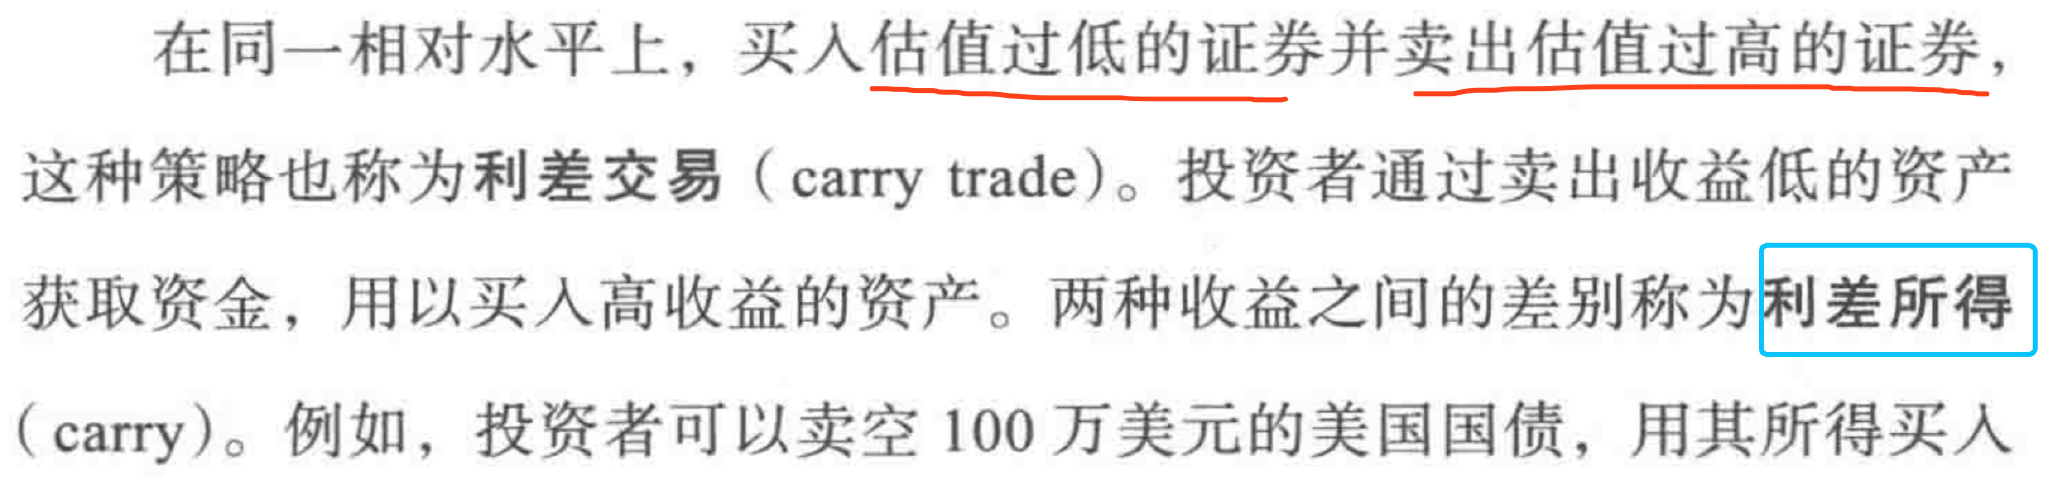 在同一相对水平上，买入估值过低的证券并卖出估值过高的证券，
这种策略也称为利差交易（carry trade）。投资者通过卖出收益低的资产
获取资金，用以买入高收益的资产。两种收益之间的差别称为利差所得
（carry）。例如，投资者可以卖空 100 万美元的美国国债，用其所得买入